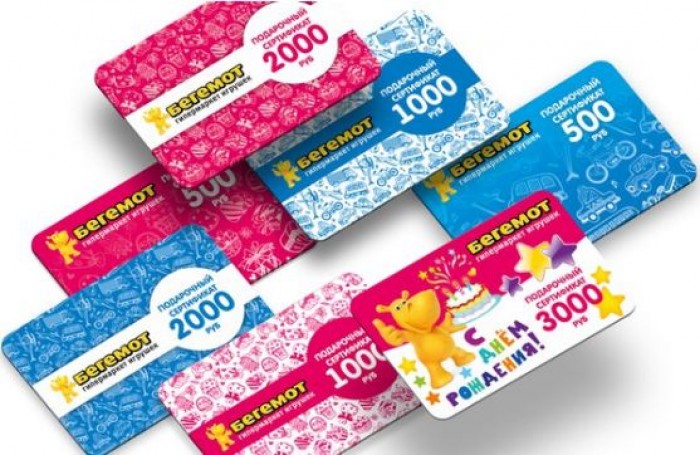 ПОДАРОЧНЫЙ
СЕРТИФИКАТ
2000
РУБ
Бегемот
гипермаркет игрушек
ПОДАРОЧНЫЙ
СЕРТИФИКАТ
1000
РУБ
Бегемот
гипермаркет игрушек
ПОДАРОЧНЫЙ
СЕРТИФИКАТ
500
РУБ
500
РУБ
Бегемот
гипермаркет игрушек
ПОДАРОЧНЫЙ
СЕРТИФИКАТ
2000
РУБ
Бегемот
гипермаркет игрушек
ПОДАРОЧНЫЙ
СЕРТИФИКАТ
1000
РУБ
Бегемот
гипермаркет игрушек
Бегемот
гипермаркет игрушек
ПОДАРОЧНЫЙ
СЕРТИФИКАТ
3000
РУБ
С
ДНЁМ
РОЖДЕНИЯ!